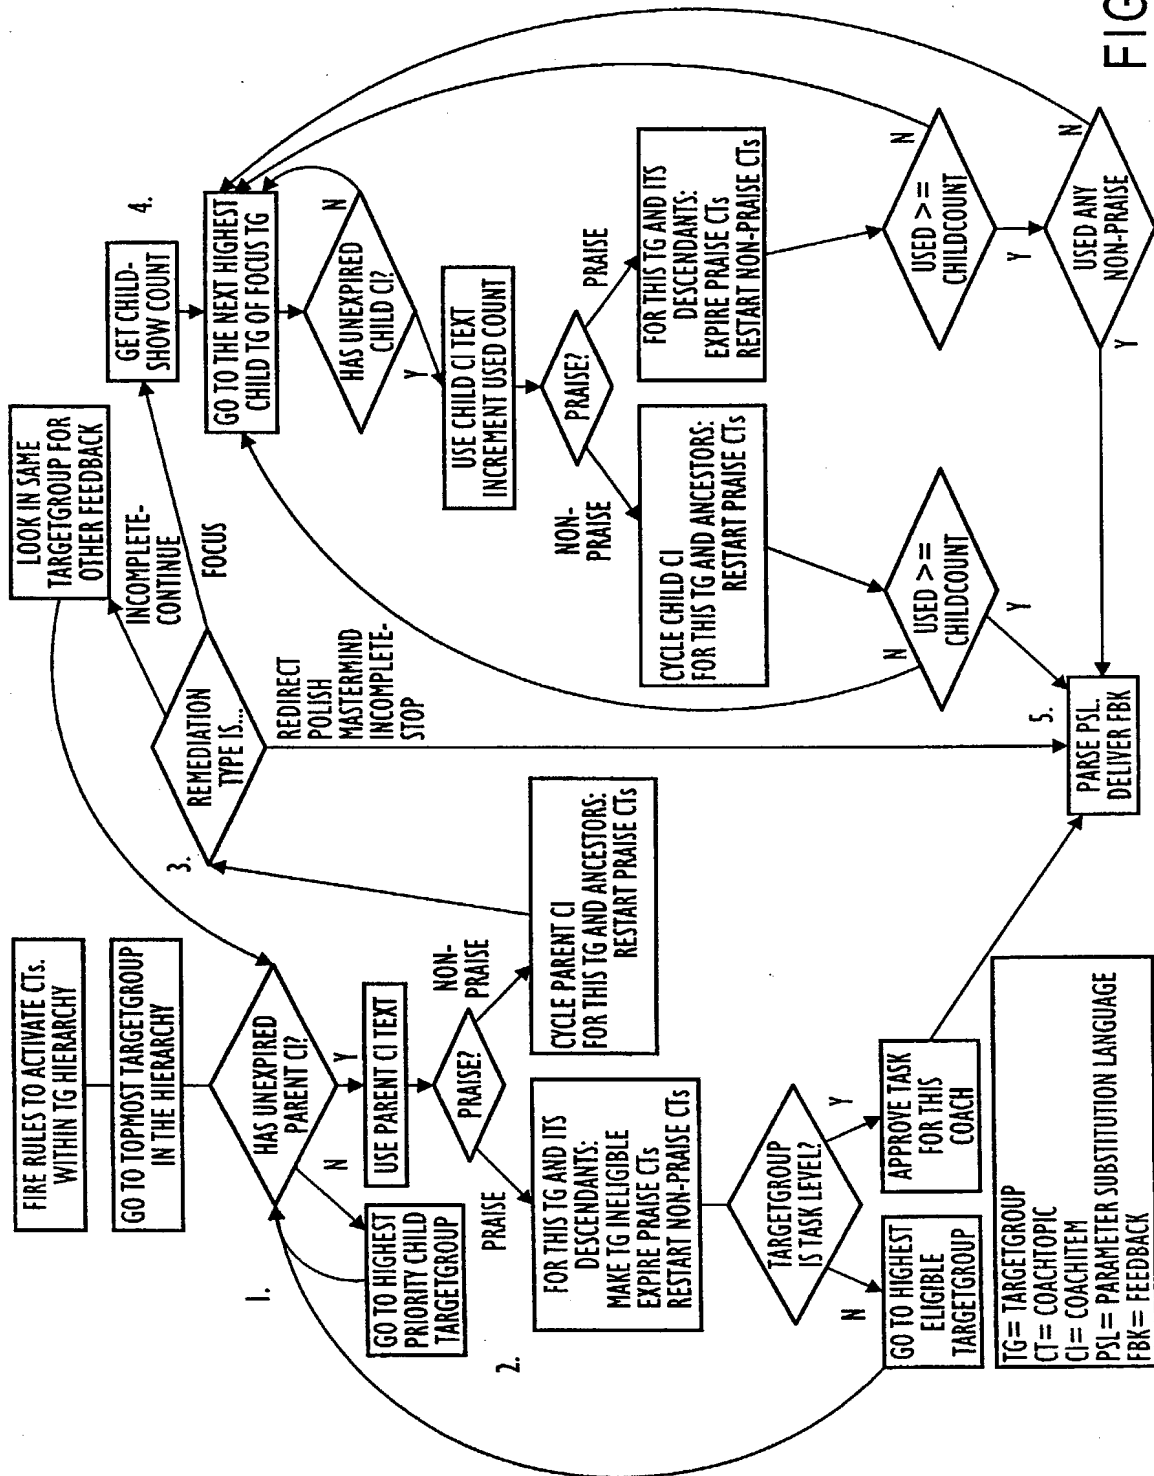 FIRE RULES TO ACTIVATE CTs.
WITHIN TG HIERARCHY
GO TO TOPMOST TARGETGROUP
IN THE HIERARCHY
1.
HAS UNEXPIRED
PARENT CI?
N
Y
GO TO HIGHEST
PRIORITY CHILD
TARGETGROUP
USE PARENT CI TEXT
2.
PRAISE?
PRAISE
NON-
PRAISE
FOR THIS TG AND ITS
DESCENDANTS:
MAKE TG INELIGIBLE
EXPIRE PRAISE CTs
RESTART NON-PRAISE CTs
CYCLE PARENT CI
FOR THIS TG AND ANCESTORS:
RESTART PRAISE CTs
TARGETGROUP
IS TASK LEVEL?
N
Y
GO TO HIGHEST
ELIGIBLE
TARGETGROUP
APPROVE TASK
FOR THIS
COACH
TG= TARGETGROUP
CT= COACHTOPIC
CI= COACHITEM
PSL= PARAMETER SUBSTITUTION LANGUAGE
FBK= FEEDBACK
LOOK IN SAME
TARGETGROUP FOR
OTHER FEEDBACK
3.
REMEDIATION
TYPE IS...
INCOMPLETE-
CONTINUE
FOCUS
REDIRECT
POLISH
MASTERMIND
INCOMPLETE-
STOP
4.
GET CHILD-
SHOW COUNT
GO TO THE NEXT HIGHEST
CHILD TG OF FOCUS TG
HAS UNEXPIRED
CHILD CI?
N
Y
USE CHILD CI TEXT
INCREMENT USED COUNT
PRAISE?
NON-
PRAISE
PRAISE
CYCLE CHILD CI
FOR THIS TG AND ANCESTORS:
RESTART PRAISE CTs
FOR THIS TG AND ITS
DESCENDANTS:
EXPIRE PRAISE CTs
RESTART NON-PRAISE CTs
USED >=
CHILDCOUNT
N
Y
USED >=
CHILDCOUNT
N
Y
USED ANY
NON-PRAISE
N
Y
5.
PARSE PSL.
DELIVER FBK
FIG